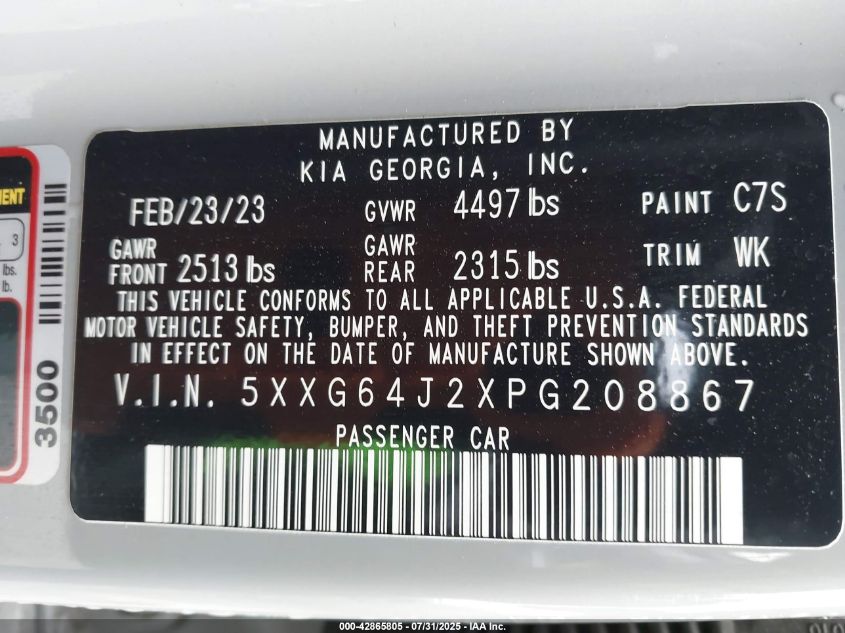 MANUFACTURED BY
KIA GEORGIA, INC.
FEB/23/23 GVWR 4497 lbs PAINT C7S
GAWR FRONT 2513 lbs GAWR REAR 2315 lbs TRIM WK
THIS VEHICLE CONFORMS TO ALL APPLICABLE U.S.A. FEDERAL
MOTOR VEHICLE SAFETY, BUMPER, AND THEFT PREVENTION STANDARDS
IN EFFECT ON THE DATE OF MANUFACTURE SHOWN ABOVE.
V.I.N. 5XXG64J2XPG208867
PASSENGER CAR
3
lbs.
lb.
3500
000-42865805 - 07/31/2025 - IAA Inc.